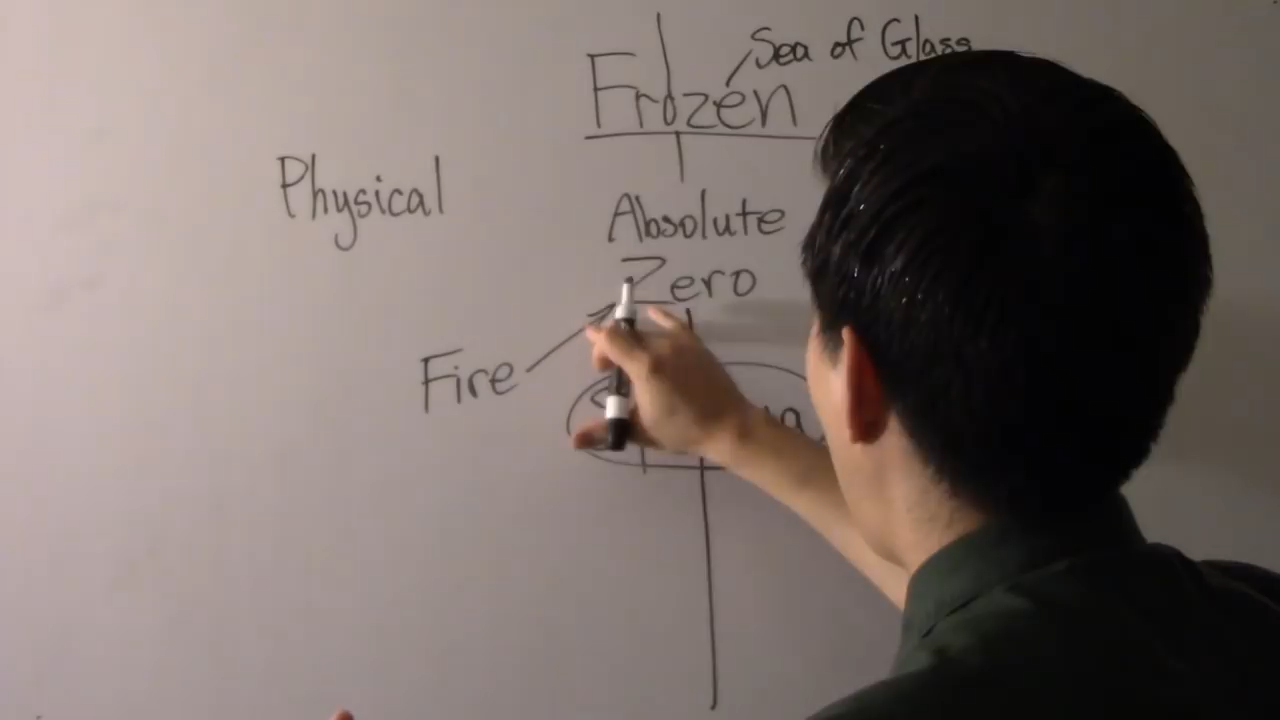 Sea of Glass
Frozen
Physical
Absolute
Zero
Fire